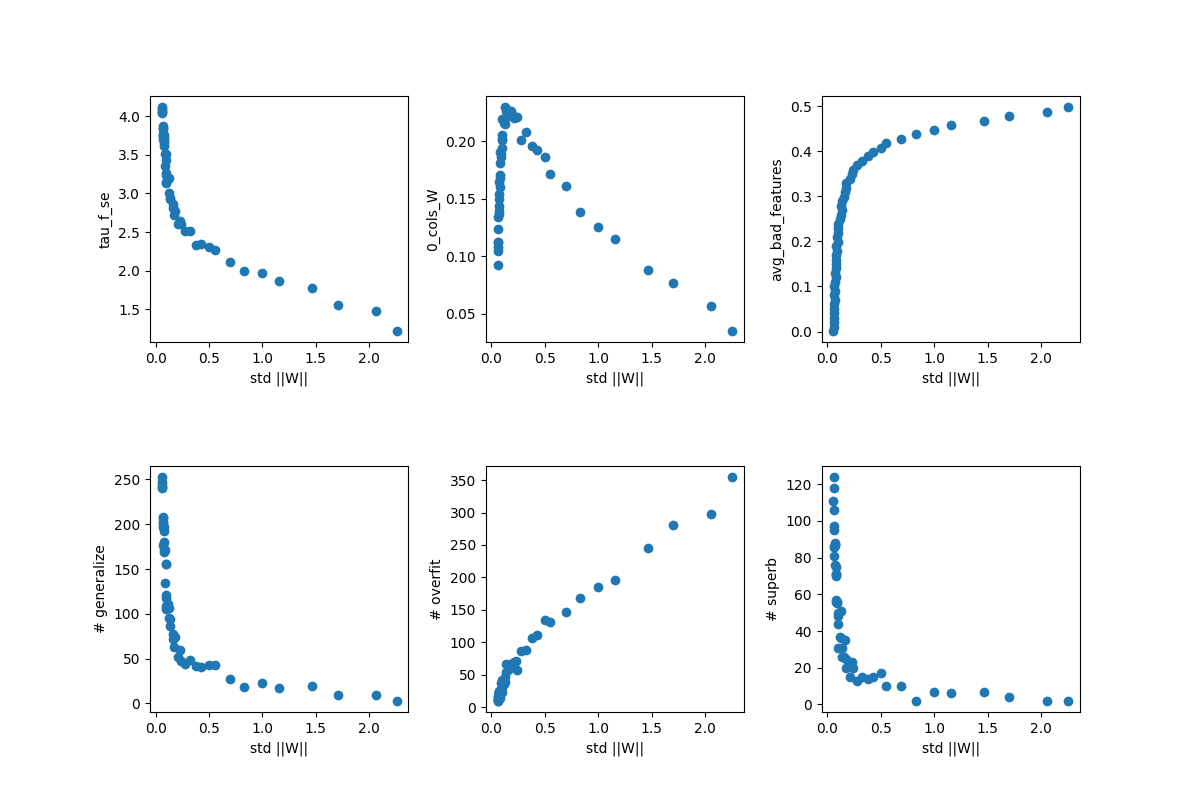 tau_f_se
4.0
3.5
3.0
2.5
2.0
1.5
0.0 0.5 1.0 1.5 2.0
std ||W||
0_cols_W
0.20
0.15
0.10
0.05
0.0 0.5 1.0 1.5 2.0
std ||W||
avg_bad_features
0.5
0.4
0.3
0.2
0.1
0.0
0.0 0.5 1.0 1.5 2.0
std ||W||
# generalize
250
200
150
100
50
0
0.0 0.5 1.0 1.5 2.0
std ||W||
# overfit
350
300
250
200
150
100
50
0
0.0 0.5 1.0 1.5 2.0
std ||W||
# superb
120
100
80
60
40
20
0
0.0 0.5 1.0 1.5 2.0
std ||W||